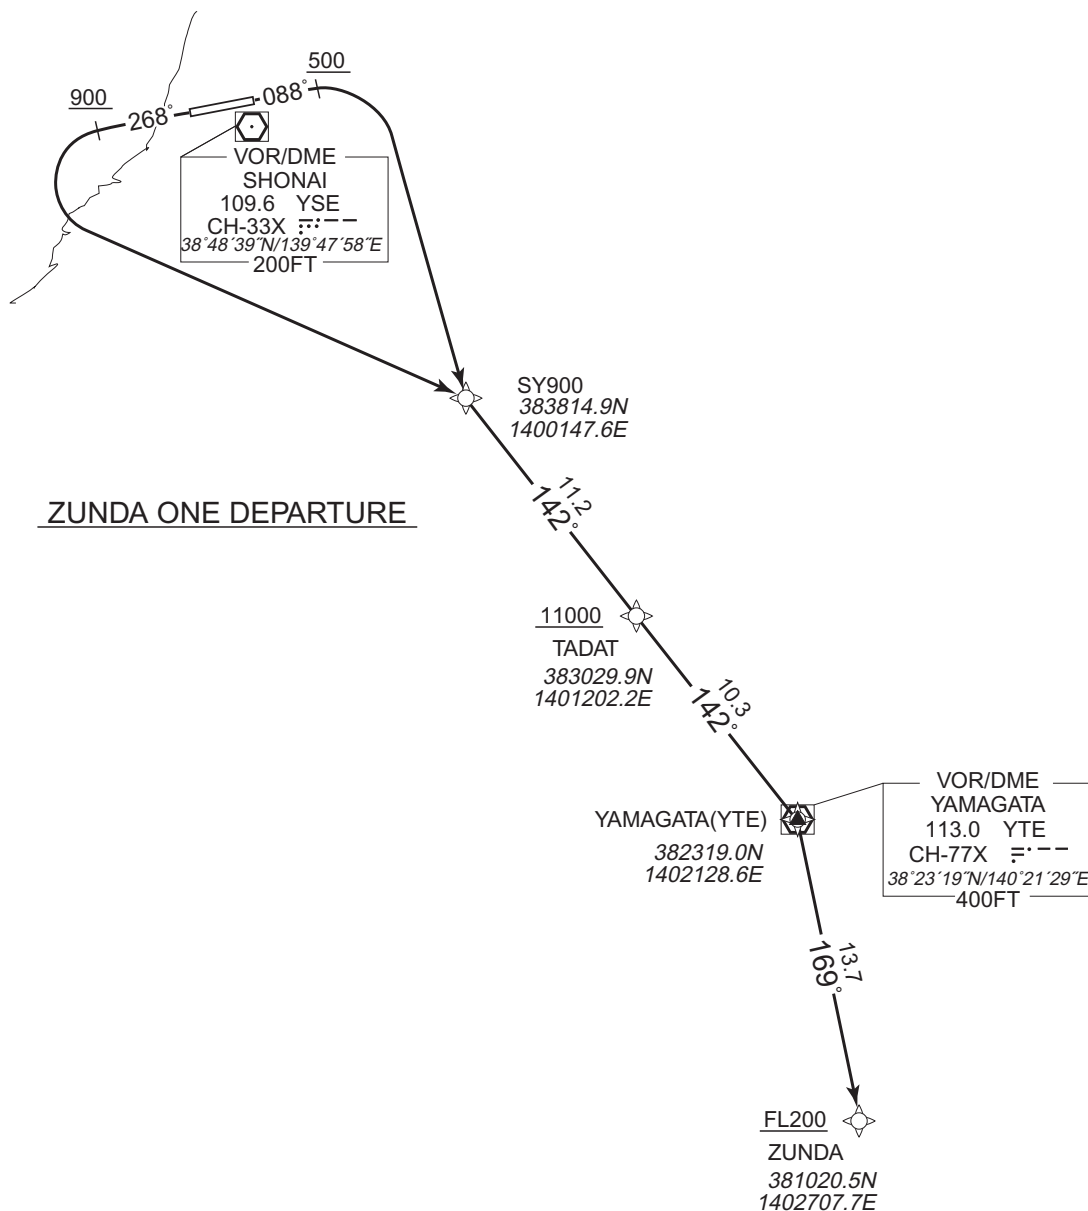 500
900
088°
268°
VOR/DME
SHONAI
109.6 YSE
CH-33X
38°48´39˝N/139°47´58˝E
200FT
SY900
383814.9N
1400147.6E
ZUNDA ONE DEPARTURE
11.2
142°
11000
TADAT
383029.9N
1401202.2E
10.3
142°
VOR/DME
YAMAGATA
113.0 YTE
CH-77X
38°23´19˝N/140°21´29˝E
400FT
YAMAGATA(YTE)
382319.0N
1402128.6E
13.7
169°
FL200
ZUNDA
381020.5N
1402707.7E